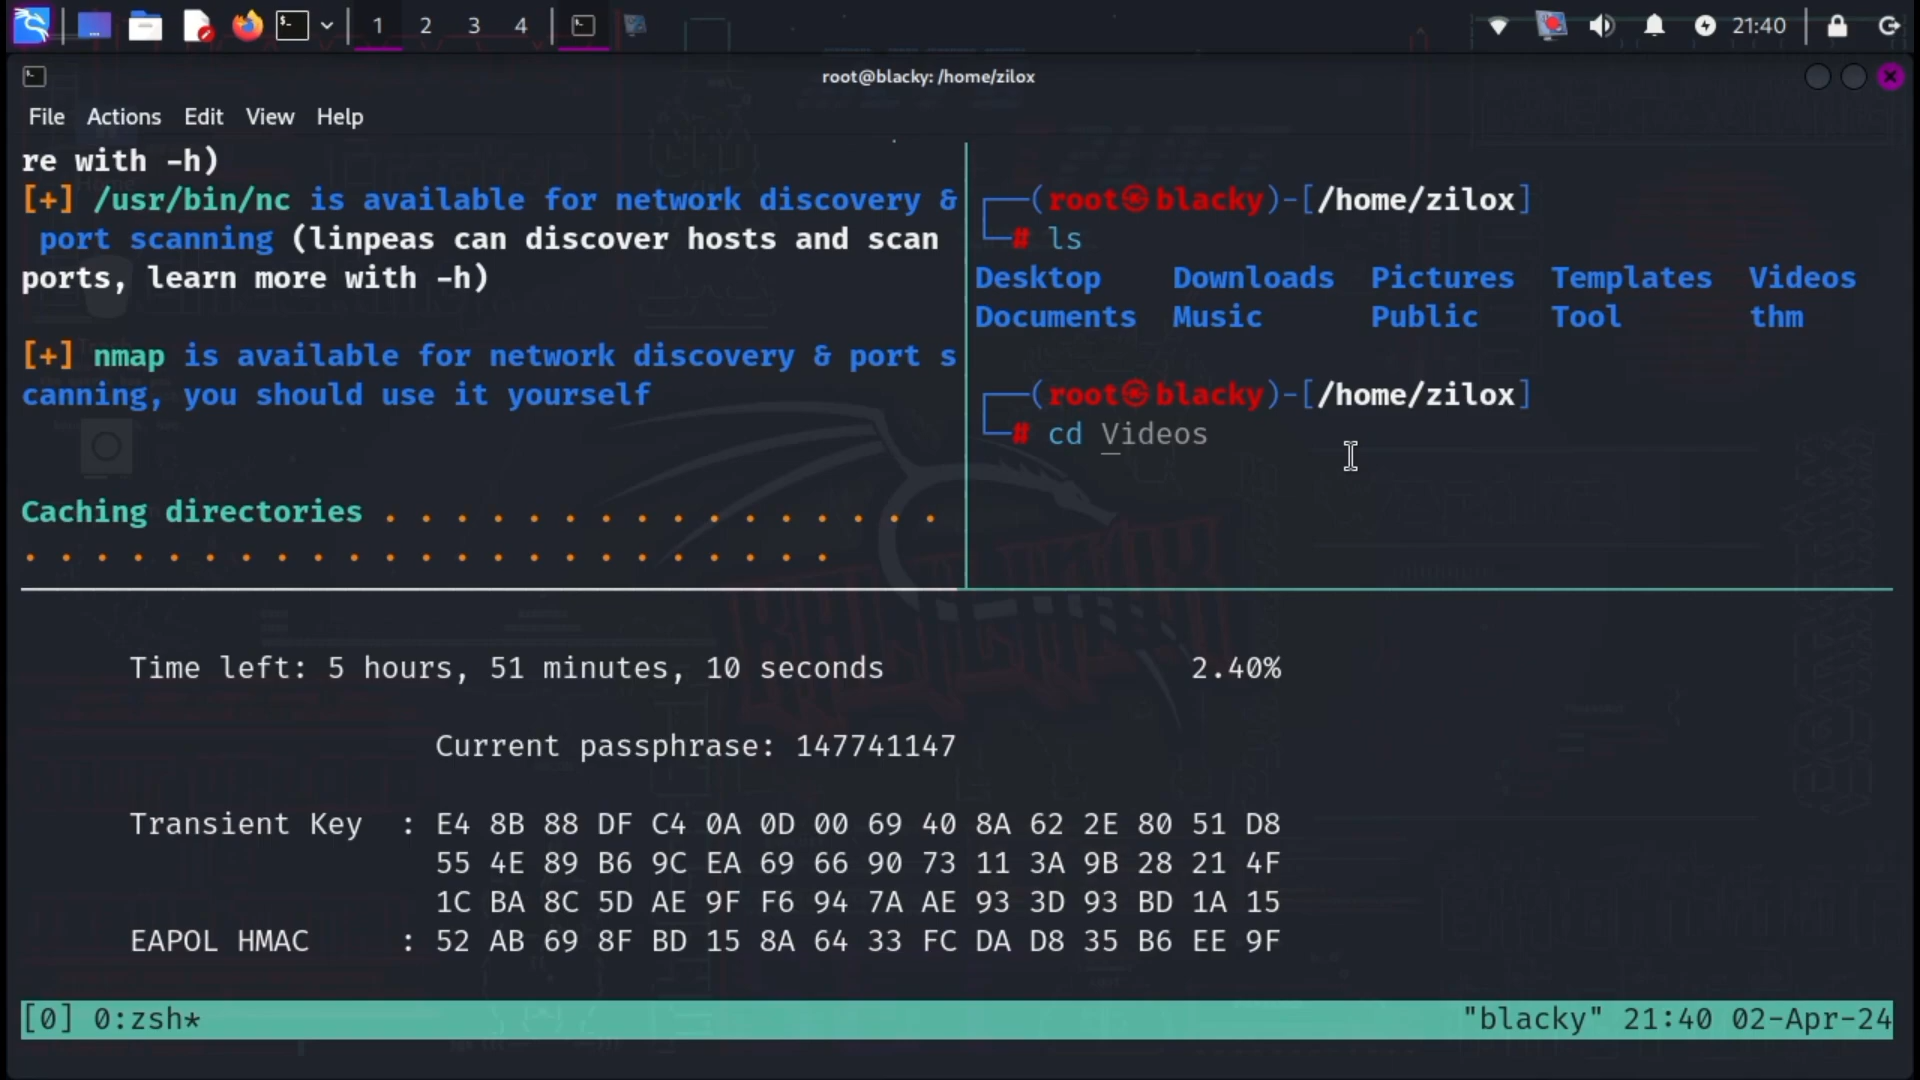 1 2 3 4
21:40
root@blacky: /home/zilox
File Actions Edit View Help
re with -h)
[+] /usr/bin/nc is available for network discovery &
port scanning (linpeas can discover hosts and scan
ports, learn more with -h)
[+] nmap is available for network discovery & port s
canning, you should use it yourself
Caching directories . . . . . . . . . . . . . . . .
. . . . . . . . . . . . . . . . . . . . . . .
┌──(root㉿blacky)-[/home/zilox]
└─# ls
Desktop Downloads Pictures Templates Videos
Documents Music Public Tool thm
┌──(root㉿blacky)-[/home/zilox]
└─# cd Videos
Time left: 5 hours, 51 minutes, 10 seconds 2.40%
Current passphrase: 147741147
Transient Key : E4 8B 88 DF C4 0A 0D 00 69 40 8A 62 2E 80 51 D8
55 4E 89 B6 9C EA 69 66 90 73 11 3A 9B 28 21 4F
1C BA 8C 5D AE 9F F6 94 7A AE 93 3D 93 BD 1A 15
EAPOL HMAC : 52 AB 69 8F BD 15 8A 64 33 FC DA D8 35 B6 EE 9F
[0] 0:zsh* "blacky" 21:40 02-Apr-24